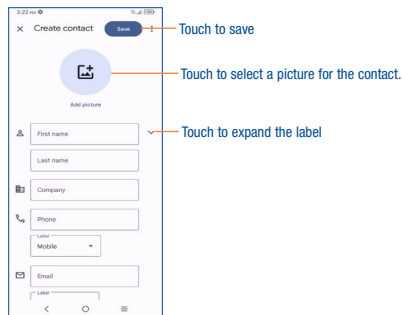 3:22 PM
Create contact
Save
Touch to save
Add picture
Touch to select a picture for the contact.
First name
Touch to expand the label
Last name
Company
Phone
Label
Mobile
Email
Label